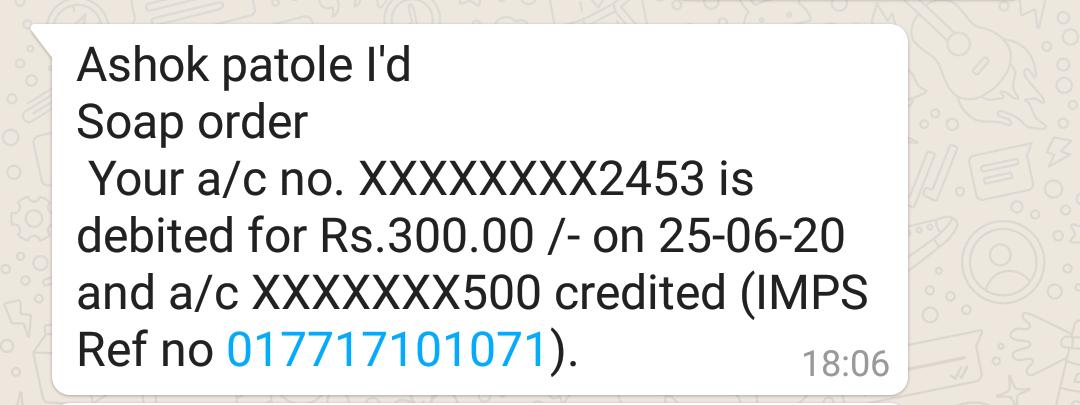 Ashok patole I'd
Soap order
Your a/c no. XXXXXXXX2453 is
debited for Rs.300.00 /- on 25-06-20
and a/c XXXXXXX500 credited (IMPS
Ref no 017717101071).
18:06